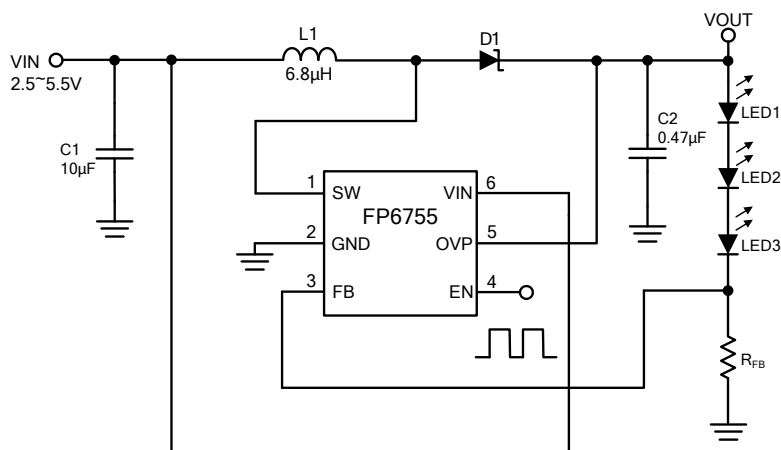 VOUT
L1
D1
VIN
6.8μH
2.5~5.5V
LED1
C2
0.47μF
C1
10μF
LED2
1
SW
VIN
6
FP6755
2
GND
OVP
5
LED3
3
FB
EN
4
RFB